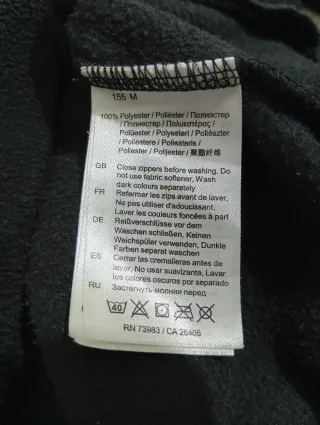 155 M
100% Polyester / Poliéster / Полиэстер
/ Полиестер / Πολυεστέρας /
Polüester / Polyesteri / Poliészter
/ Poliestere / Poliesteris /
Poliester / 聚酯纤维
GB Close zippers before washing. Do
not use fabric softener, Wash
dark colours separately
FR Refermer les zips avant de laver.
Ne pas utiliser d'adoucissant.
Laver les couleurs foncées à part
DE Reißverschlüsse vor dem
Waschen schließen. Keinen
Weichspüler verwenden, Dunkle
Farben separat waschen
ES Cerrar las cremalleras antes de
lavar. No usar suavizante, Lavar
los colores oscuros por separado
RU Застегнуть молнии перед
40
RN 73983 / CA 26405